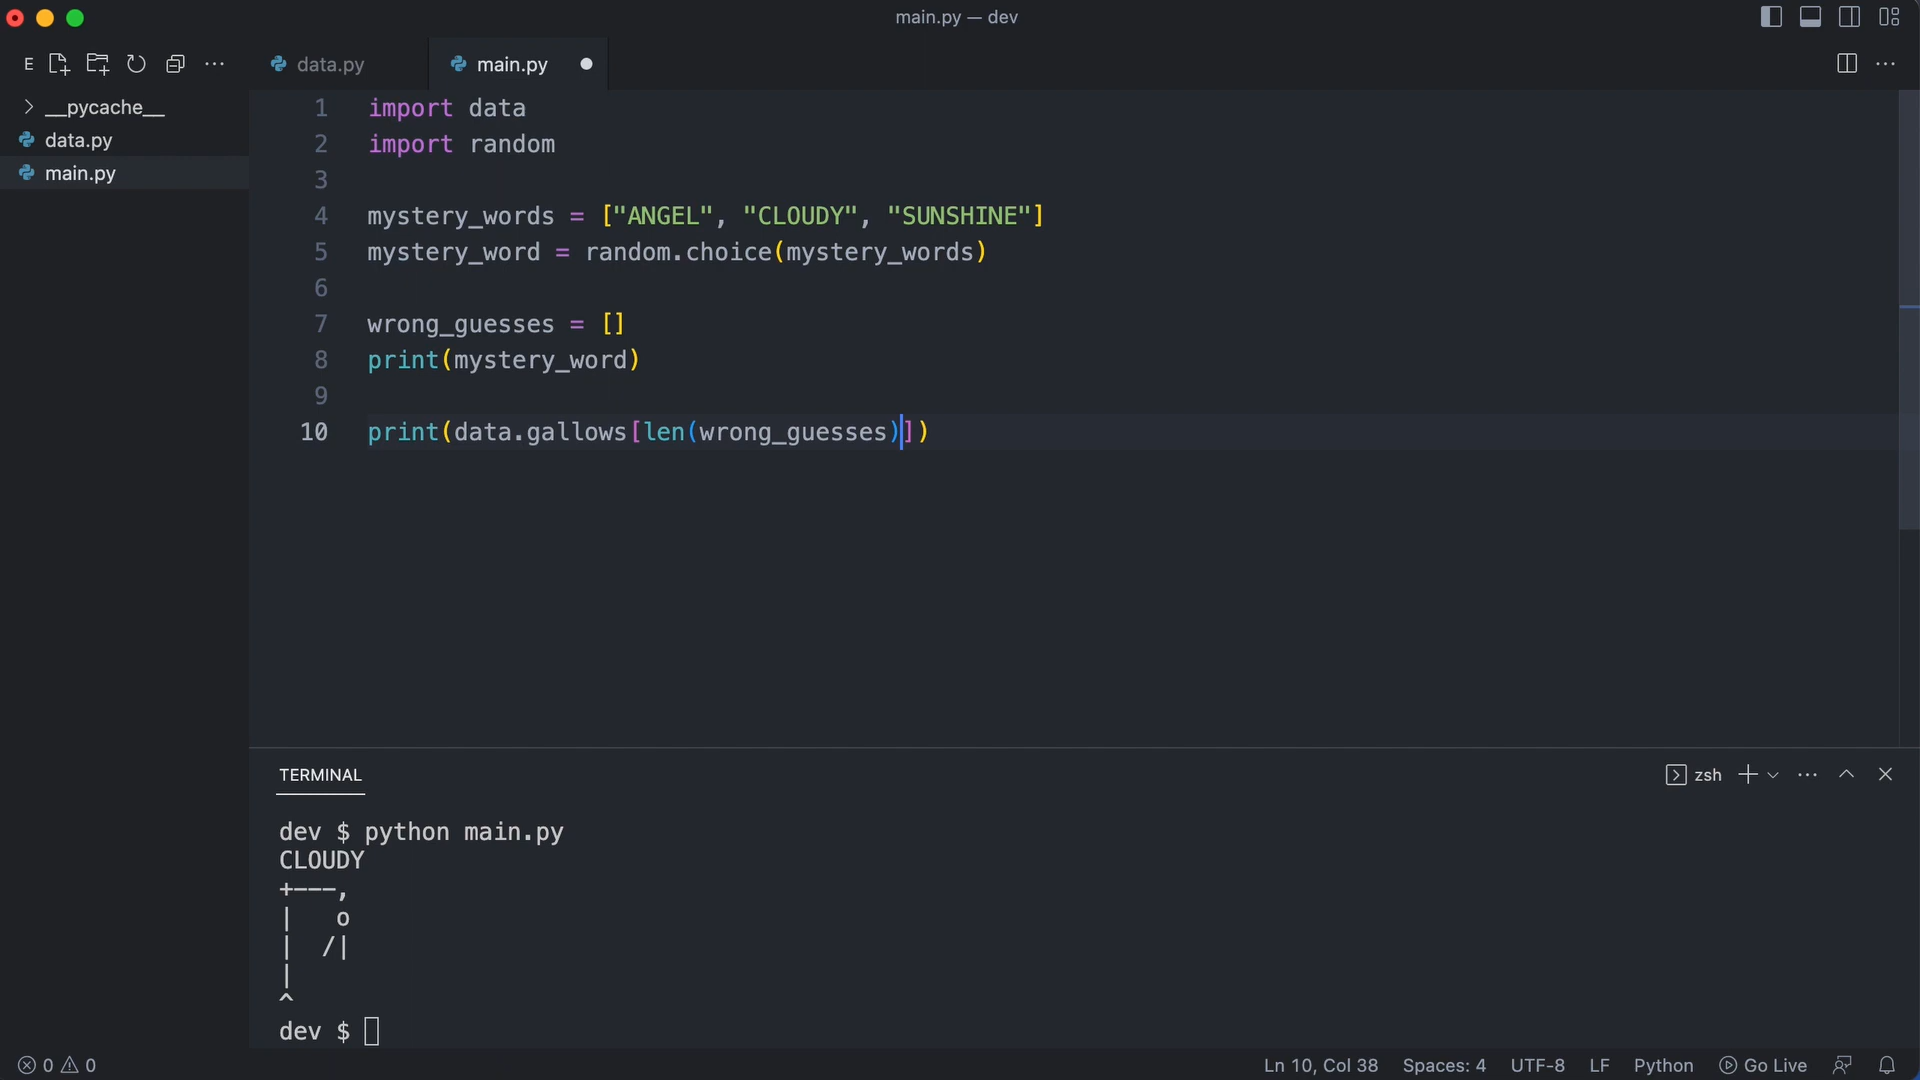 main.py — dev
E
data.py
main.py
__pycache__
data.py
main.py
1 import data
2 import random
3
4 mystery_words = ["ANGEL", "CLOUDY", "SUNSHINE"]
5 mystery_word = random.choice(mystery_words)
6
7 wrong_guesses = []
8 print(mystery_word)
9
10 print(data.gallows[len(wrong_guesses)])
TERMINAL
zsh
dev $ python main.py
CLOUDY
+---,
|   o
|  /|
|
^
dev $
0 0
Ln 10, Col 38 Spaces: 4 UTF-8 LF Python Go Live